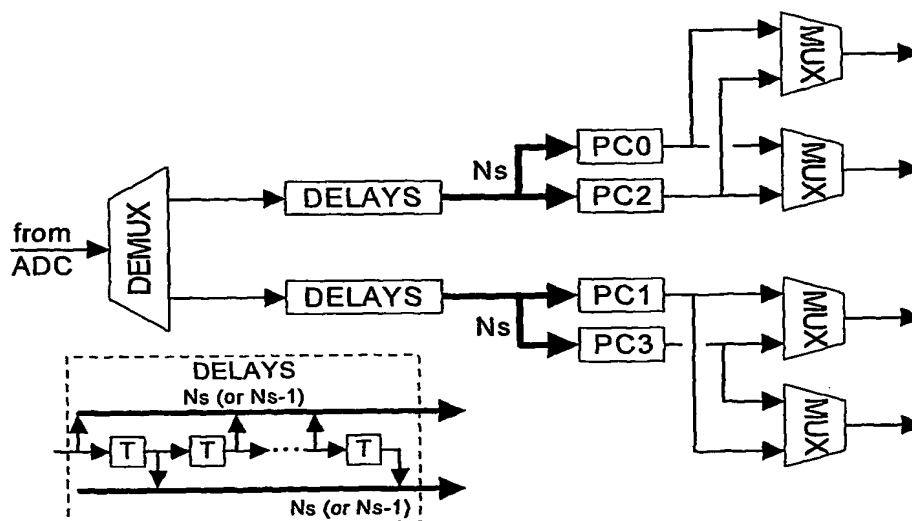 MUX
Ns
PC0
PC2
MUX
from
ADC
DEMUX
DELAYS
DELAYS
Ns
PC1
PC3
MUX
MUX
DELAYS
Ns (or Ns-1)
T
T
...
T
Ns (or Ns-1)